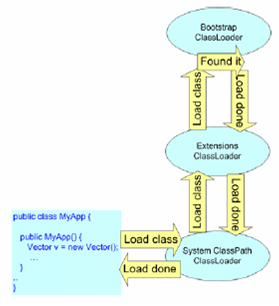 Bootstrap
ClassLoader
Found it
Load class
Load done
Extensions
ClassLoader
Load class
Load done
public class MyApp {
public MyApp() {
Vector v = new Vector();
...
}
..
}
Load class
Load done
System ClassPath
ClassLoader